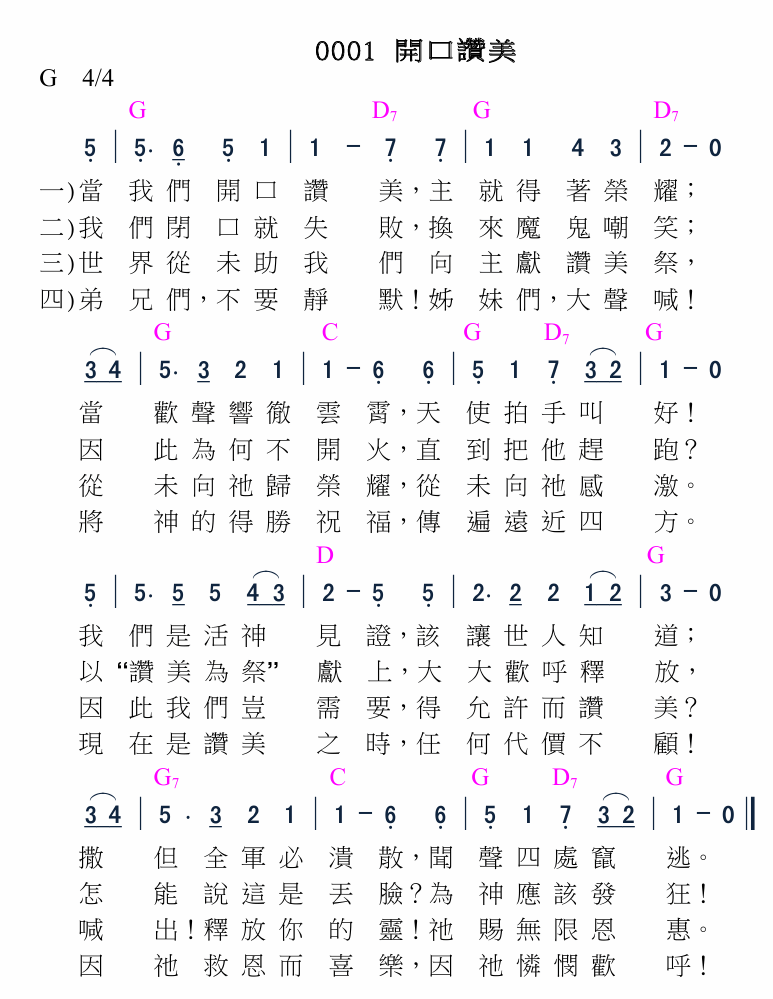 0001 開口讚美
G 4/4
G D7 G D7
5 | 5· 6 5 1 | 1 - 7 7 | 1 1 4 3 | 2 - 0
一)當 我們開口讚 美，主就得著榮耀；
二)我 們閉口就失 敗，換來魔鬼嘲笑；
三)世 界從未助我 們向主獻讚美祭，
四)弟 兄們，不要靜 默！姊妹們，大聲喊！
G C G D7 G
3 4 | 5· 3 2 1 | 1 - 6 6 | 5 1 7 3 2 | 1 - 0
當 歡聲響徹雲霄，天使拍手叫好！
因 此為何不開火，直到把他趕跑？
從 未向祂歸榮耀，從未向祂感激。
將 神的得勝祝福，傳遍遠近四方。
D G
5 | 5· 5 5 4 3 | 2 - 5 5 | 2· 2 2 1 2 | 3 - 0
我 們是活神見證，該讓世人知道；
以 “讚美為祭” 獻上，大大歡呼釋放，
因 此我們豈需要，得允許而讚美？
現 在是讚美之時，任何代價不顧！
G7 C G D7 G
3 4 | 5 · 3 2 1 | 1 - 6 6 | 5 1 7 3 2 | 1 - 0 ||
撒 但全軍必潰散，聞聲四處竄逃。
怎 能說這是丟臉？為神應該發狂！
喊 出！釋放你的靈！祂賜無限恩惠。
因 祂救恩而喜樂，因祂憐憫歡呼！